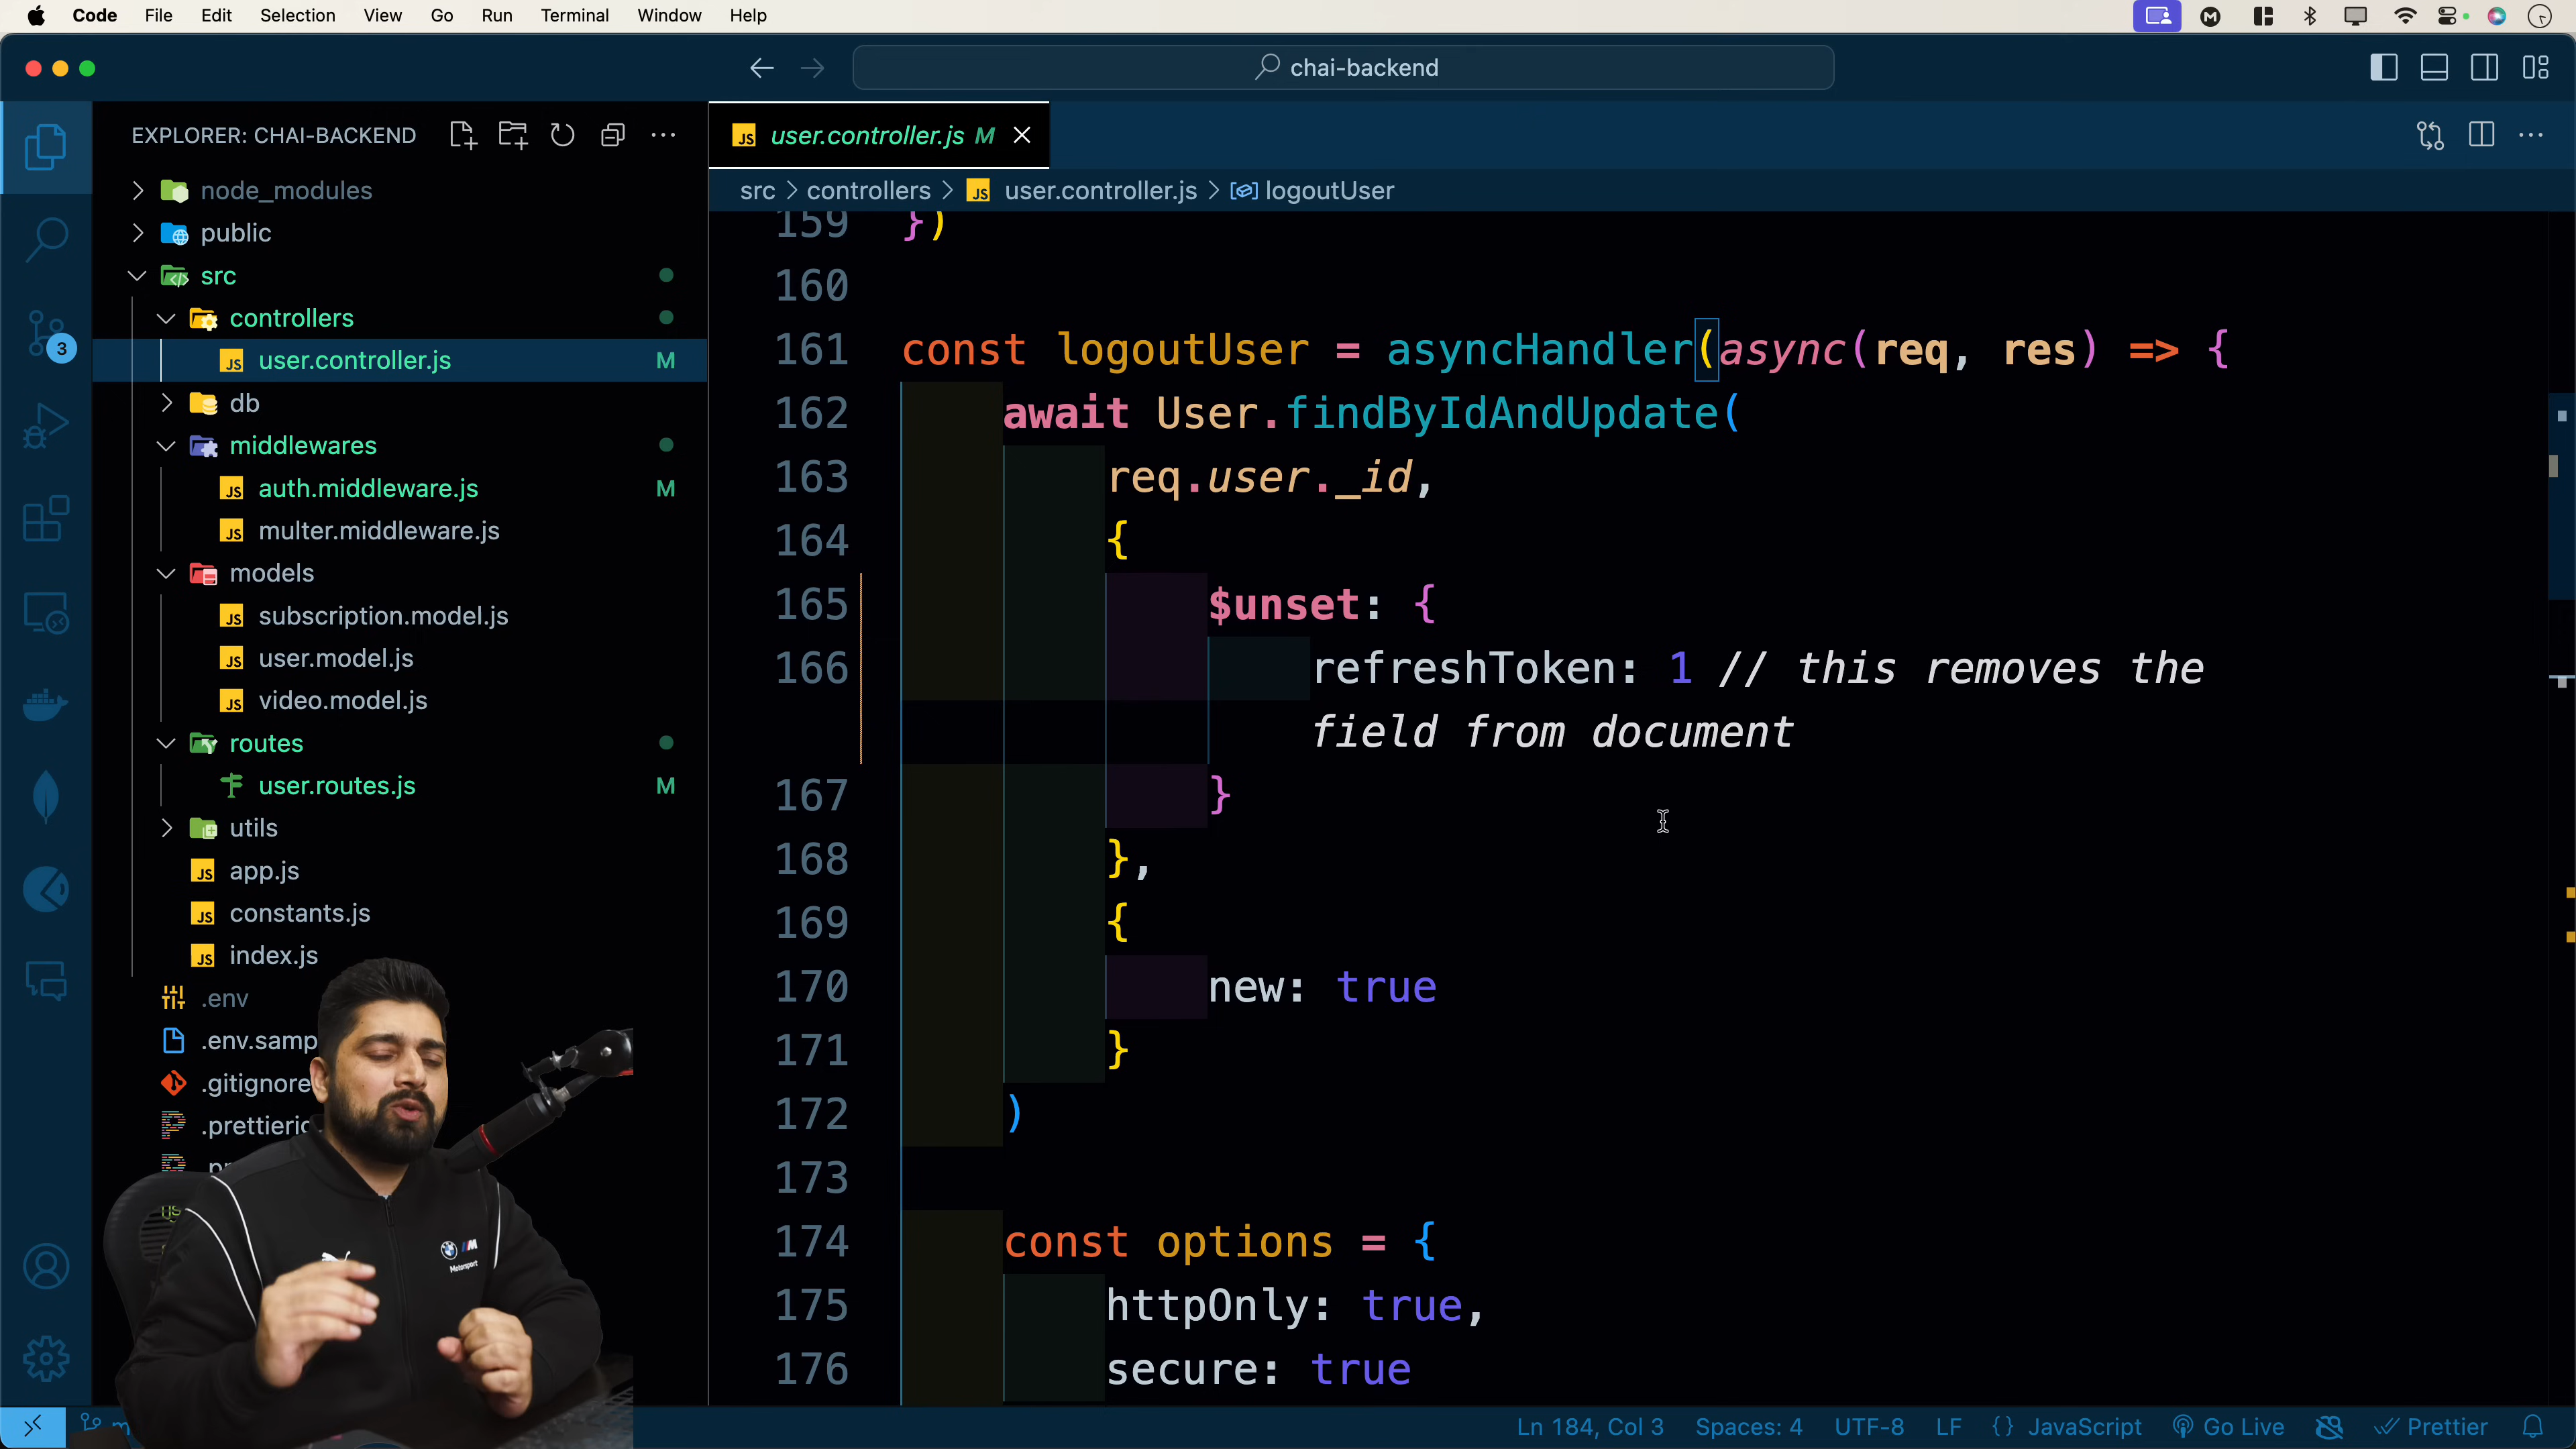 Code File Edit Selection View Go Run Terminal Window Help
chai-backend
EXPLORER: CHAI-BACKEND
node_modules
public
src
controllers
user.controller.js M
db
middlewares
auth.middleware.js M
multer.middleware.js
models
subscription.model.js
user.model.js
video.model.js
routes
user.routes.js M
utils
app.js
constants.js
index.js
.env
.env.samp
.gitignore
.prettieric
.pr
3
user.controller.js M
src > controllers > user.controller.js > logoutUser
159 })
160
161 const logoutUser = asyncHandler(async(req, res) => {
162 await User.findByIdAndUpdate(
163 req.user._id,
164 {
165 $unset: {
166 refreshToken: 1 // this removes the
field from document
167 }
168 },
169 {
170 new: true
171 }
172 )
173
174 const options = {
175 httpOnly: true,
176 secure: true
Motorsport
Ln 184, Col 3 Spaces: 4 UTF-8 LF {} JavaScript Go Live Prettier